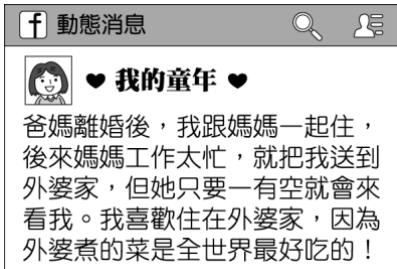 f 動態消息
♥ 我的童年 ♥
爸媽離婚後，我跟媽媽一起住，
後來媽媽工作太忙，就把我送到
外婆家，但她只要一有空就會來
看我。我喜歡住在外婆家，因為
外婆煮的菜是全世界最好吃的！